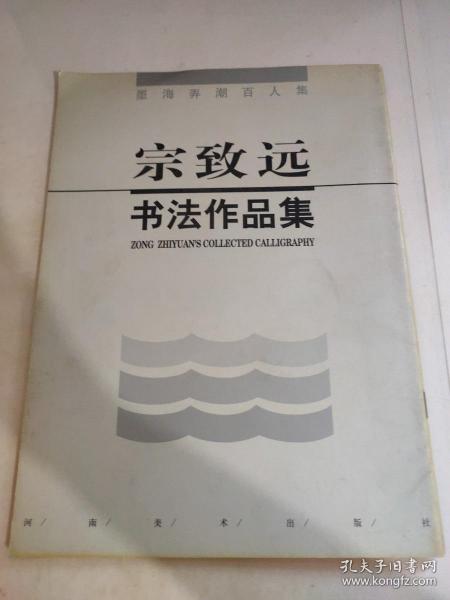 墨海弄潮百人集
宗致远
书法作品集
ZONG ZHIYUAN'S COLLECTED CALLIGRAPHY
河/南/美/术/出/版/社
孔夫子旧书网
www.kongfz.com